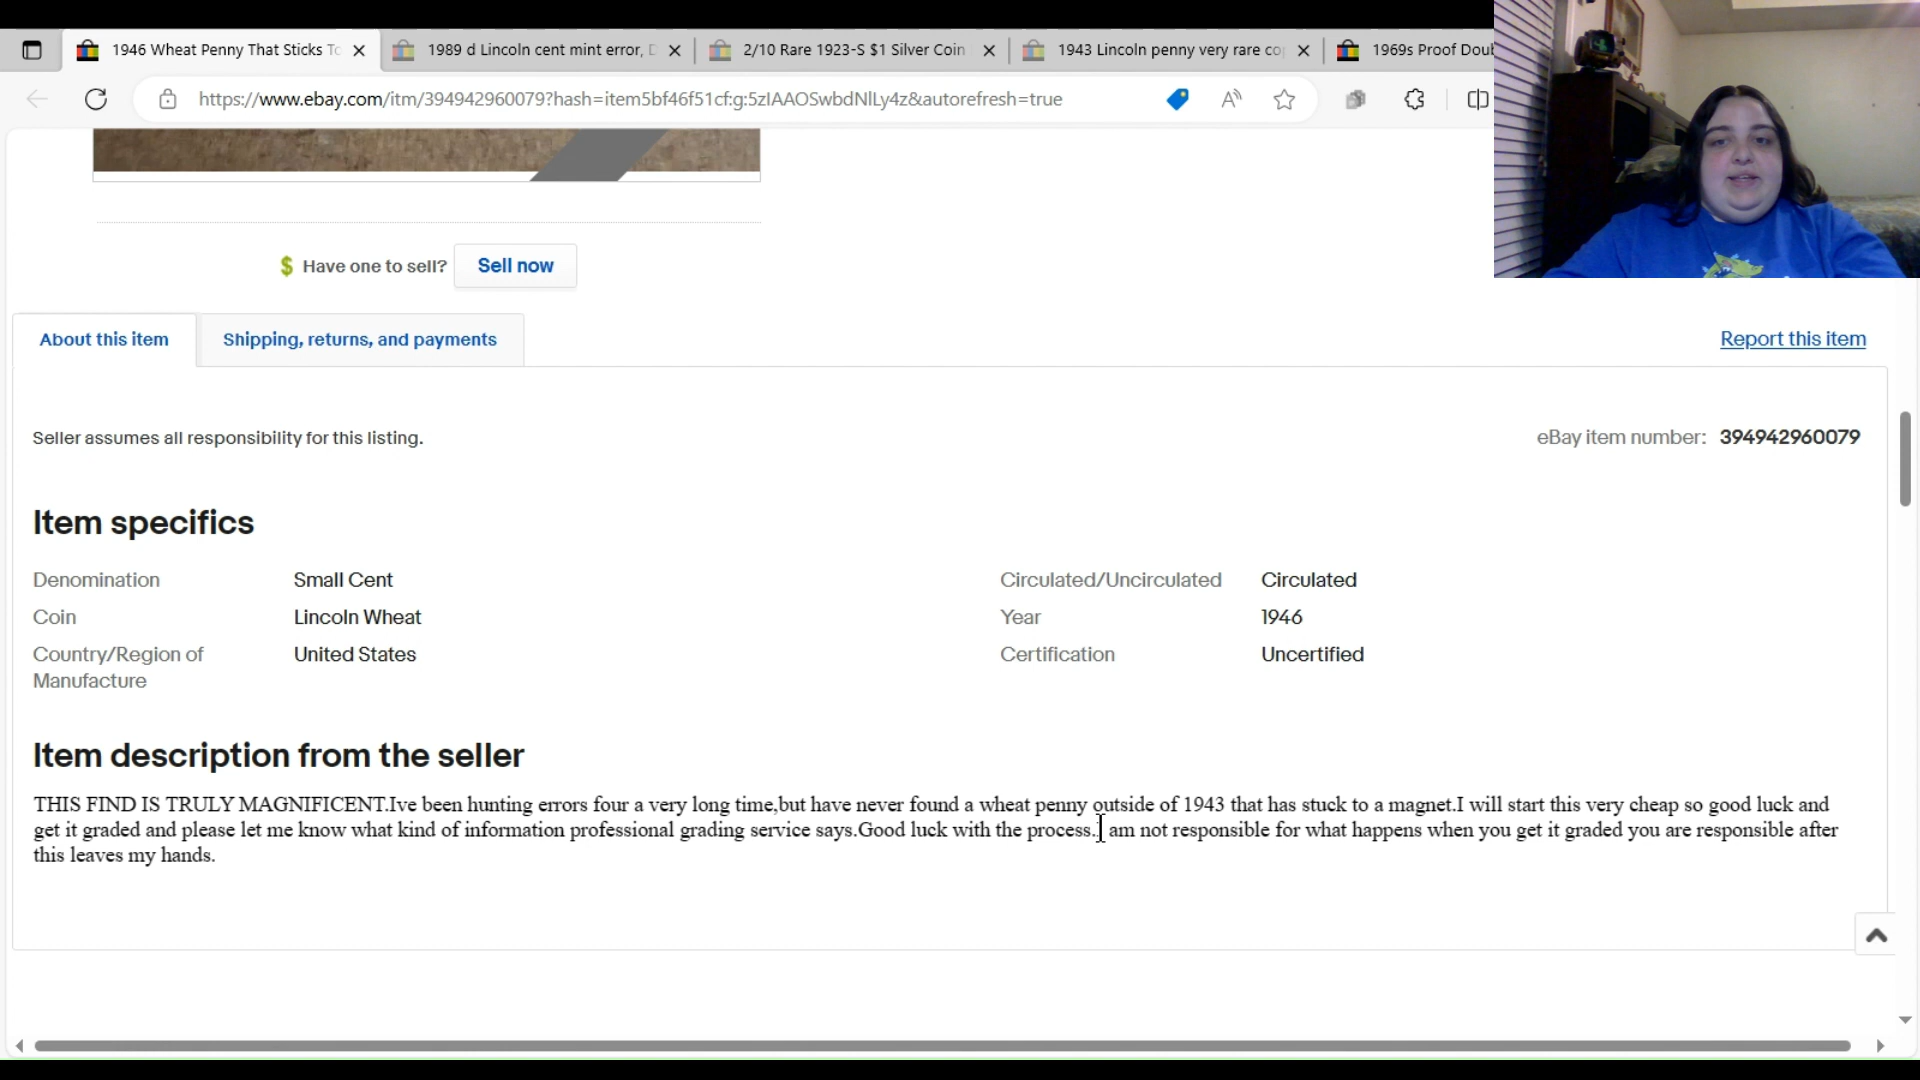 1946 Wheat Penny That Sticks To
1989 d Lincoln cent mint error, D
2/10 Rare 1923-S $1 Silver Coin
1943 Lincoln penny very rare co
1969s Proof Doub
https://www.ebay.com/itm/394942960079?hash=item5bf46f51cf:g:5zIAAOSwbdNlLy4z&autorefresh=true
$ Have one to sell? Sell now
About this item
Shipping, returns, and payments
Report this item
Seller assumes all responsibility for this listing.
eBay item number: 394942960079
Item specifics
Denomination Small Cent
Circulated/Uncirculated Circulated
Coin Lincoln Wheat
Year 1946
Country/Region of United States
Manufacture
Certification Uncertified
Item description from the seller
THIS FIND IS TRULY MAGNIFICENT.Ive been hunting errors four a very long time,but have never found a wheat penny outside of 1943 that has stuck to a magnet.I will start this very cheap so good luck and
get it graded and please let me know what kind of information professional grading service says.Good luck with the process.I am not responsible for what happens when you get it graded you are responsible after
this leaves my hands.